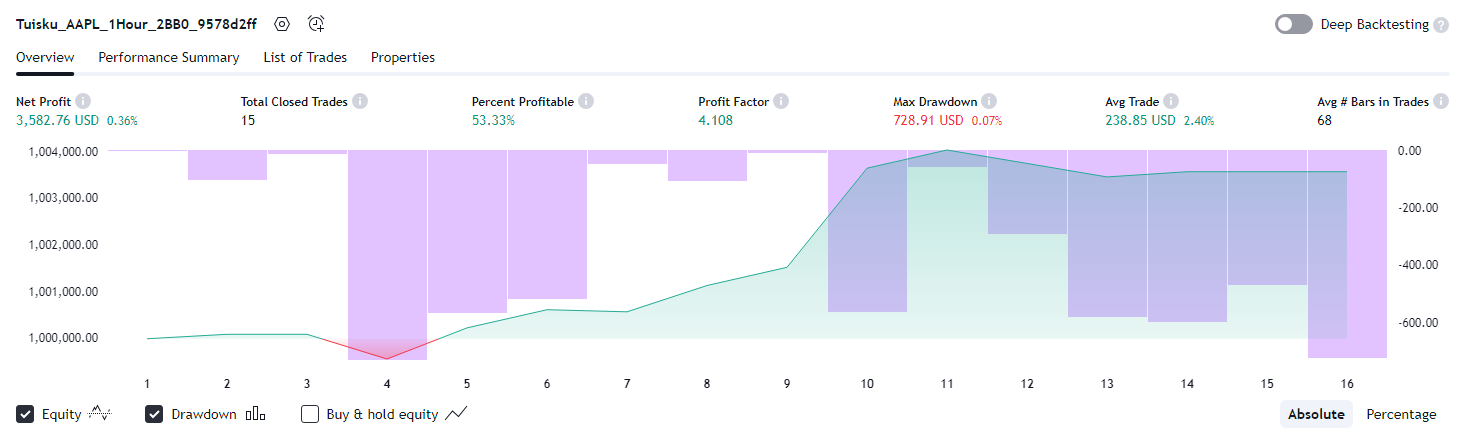 Tuisku_AAPL_1Hour_2BB0_9578d2ff Deep Backtesting ?
Overview Performance Summary List of Trades Properties
Net Profit i Total Closed Trades i Percent Profitable i Profit Factor i Max Drawdown i Avg Trade i Avg # Bars in Trades i
3,582.76 USD 0.36% 15 53.33% 4.108 728.91 USD 0.07% 238.85 USD 2.40% 68
1,004,000.00 0.00
1,003,000.00 -200.00
1,002,000.00 -400.00
1,001,000.00 -600.00
1,000,000.00
1 2 3 4 5 6 7 8 9 10 11 12 13 14 15 16
Equity Drawdown Buy & hold equity Absolute Percentage